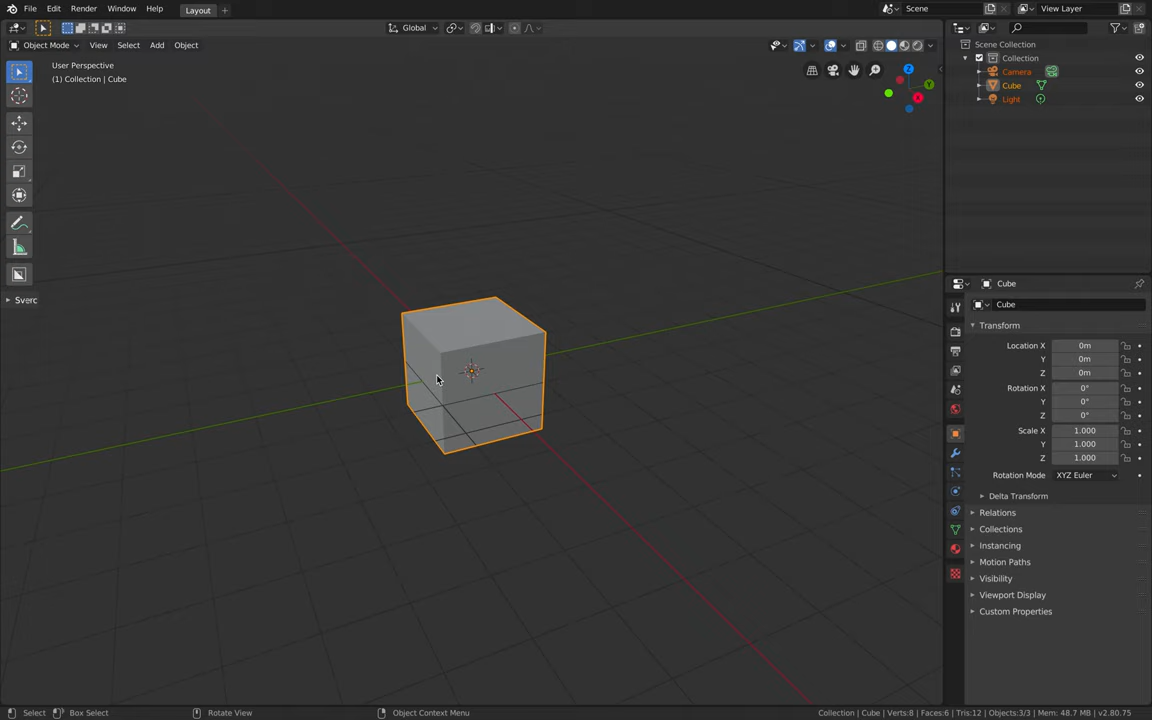 File Edit Render Window Help Layout + Scene View Layer
Global
Object Mode View Select Add Object
User Perspective
(1) Collection | Cube
Z
Y
X
Sverc
Scene Collection
Collection
Camera
Cube
Light
Cube
Cube
Transform
Location X 0m
Y 0m
Z 0m
Rotation X 0°
Y 0°
Z 0°
Scale X 1.000
Y 1.000
Z 1.000
Rotation Mode XYZ Euler
Delta Transform
Relations
Collections
Instancing
Motion Paths
Visibility
Viewport Display
Custom Properties
Select Box Select Rotate View Object Context Menu Collection | Cube | Verts:8 | Faces:6 | Tris:12 | Objects:3/3 | Mem: 48.7 MB | v2.80.75